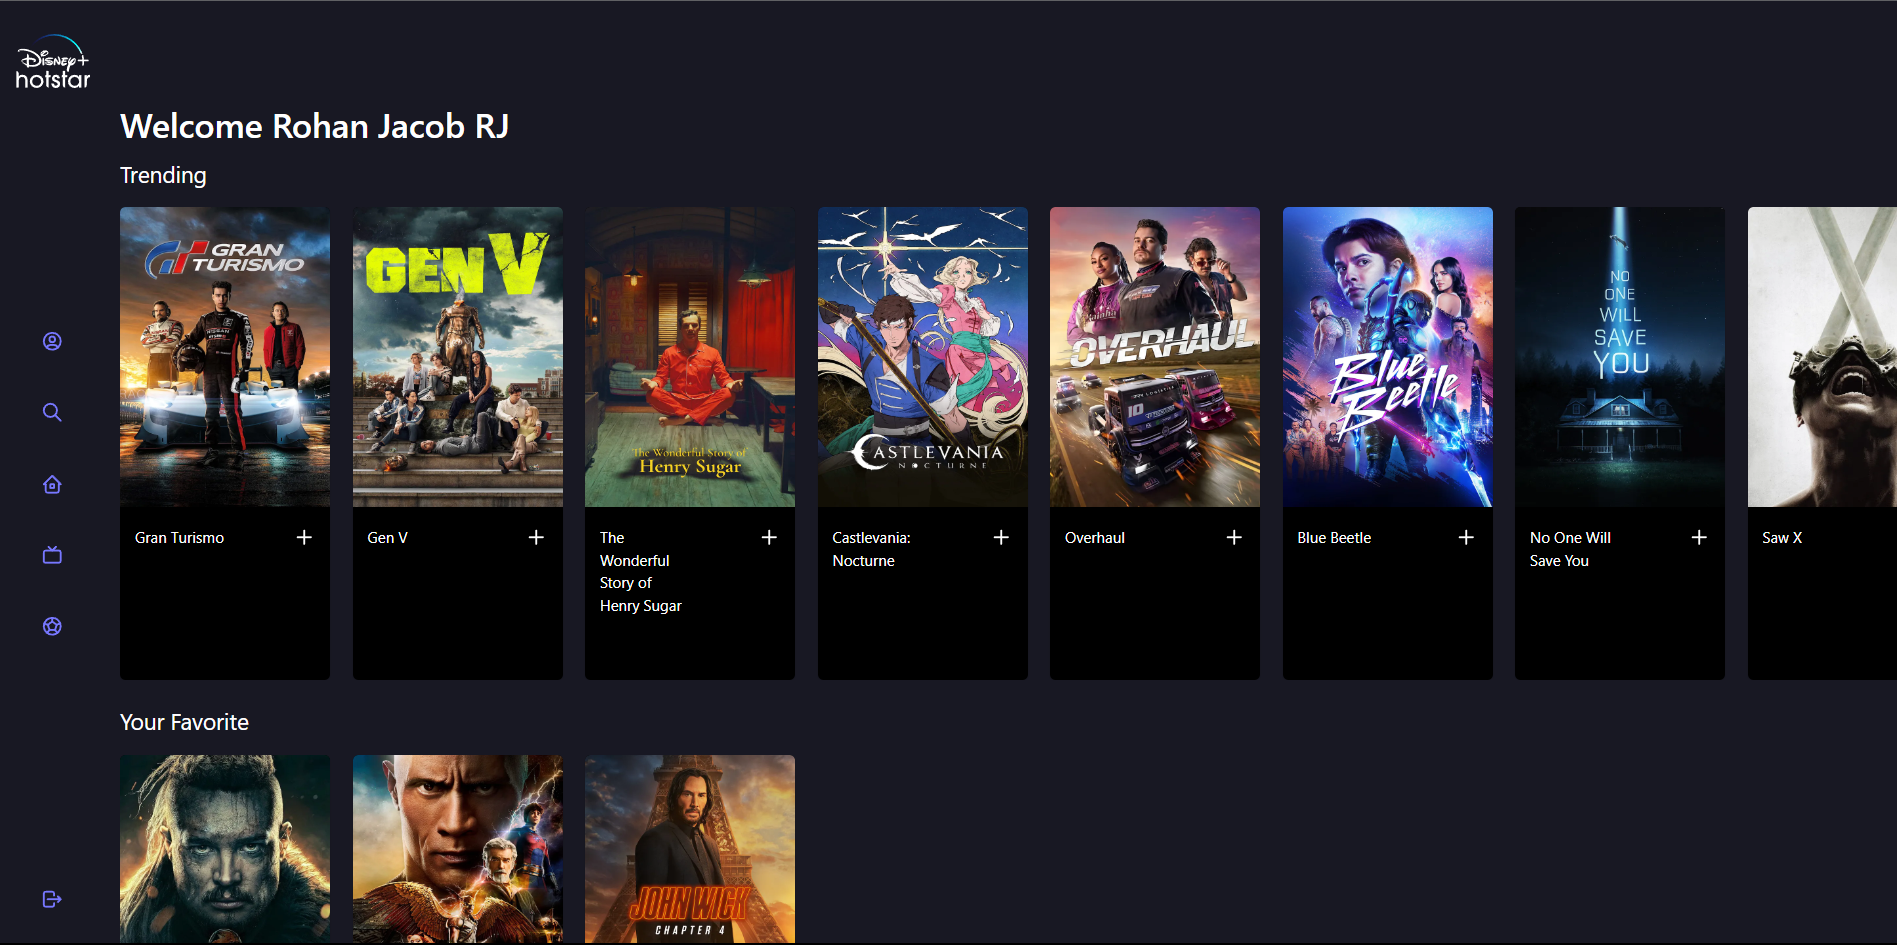 Disney+
hotstar
Welcome Rohan Jacob RJ
Trending
GRAN
TURISMO
GEN V
The Wonderful Story of
Henry Sugar
CASTLEVANIA
NOCTURNE
OVERHAUL
10
Blue
Beetle
NO
ONE
WILL
SAVE
YOU
Gran Turismo
Gen V
The
Wonderful
Story of
Henry Sugar
Castlevania:
Nocturne
Overhaul
Blue Beetle
No One Will
Save You
Saw X
Your Favorite
JOHN WICK
CHAPTER 4